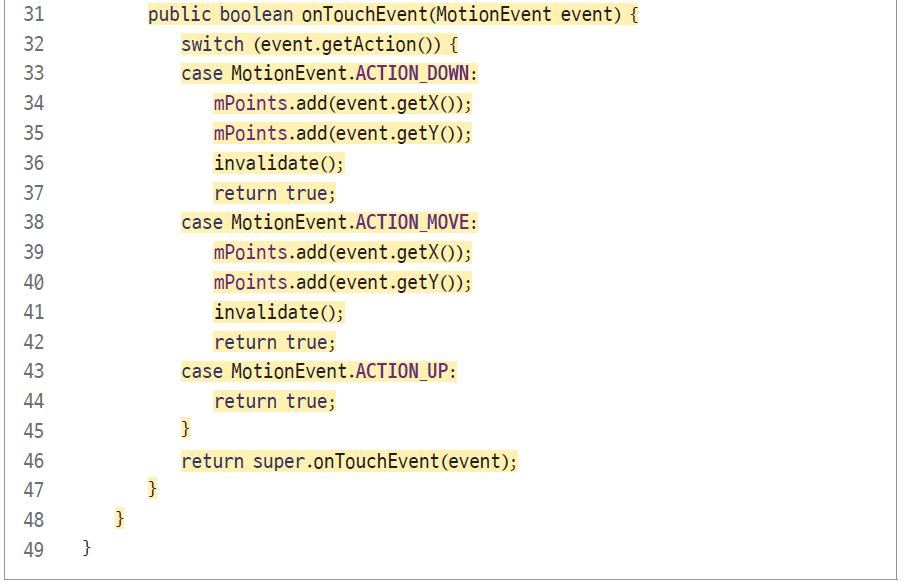 31 public boolean onTouchEvent(MotionEvent event) {
32 switch (event.getAction()) {
33 case MotionEvent.ACTION_DOWN:
34 mPoints.add(event.getX());
35 mPoints.add(event.getY());
36 invalidate();
37 return true;
38 case MotionEvent.ACTION_MOVE:
39 mPoints.add(event.getX());
40 mPoints.add(event.getY());
41 invalidate();
42 return true;
43 case MotionEvent.ACTION_UP:
44 return true;
45 }
46 return super.onTouchEvent(event);
47 }
48 }
49 }